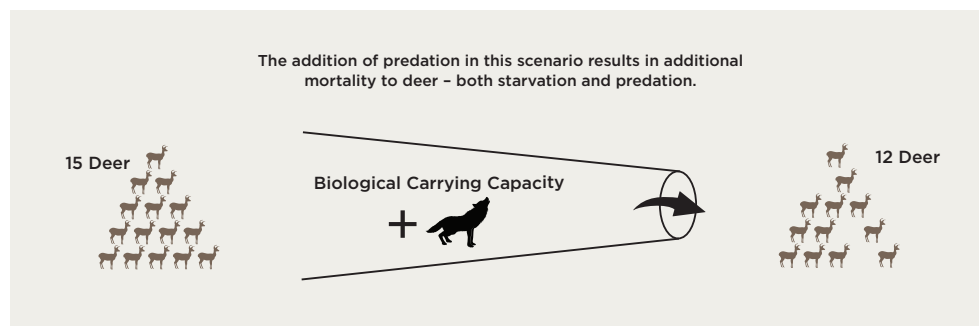 The addition of predation in this scenario results in additional
mortality to deer – both starvation and predation.
15 Deer
12 Deer
Biological Carrying Capacity
+